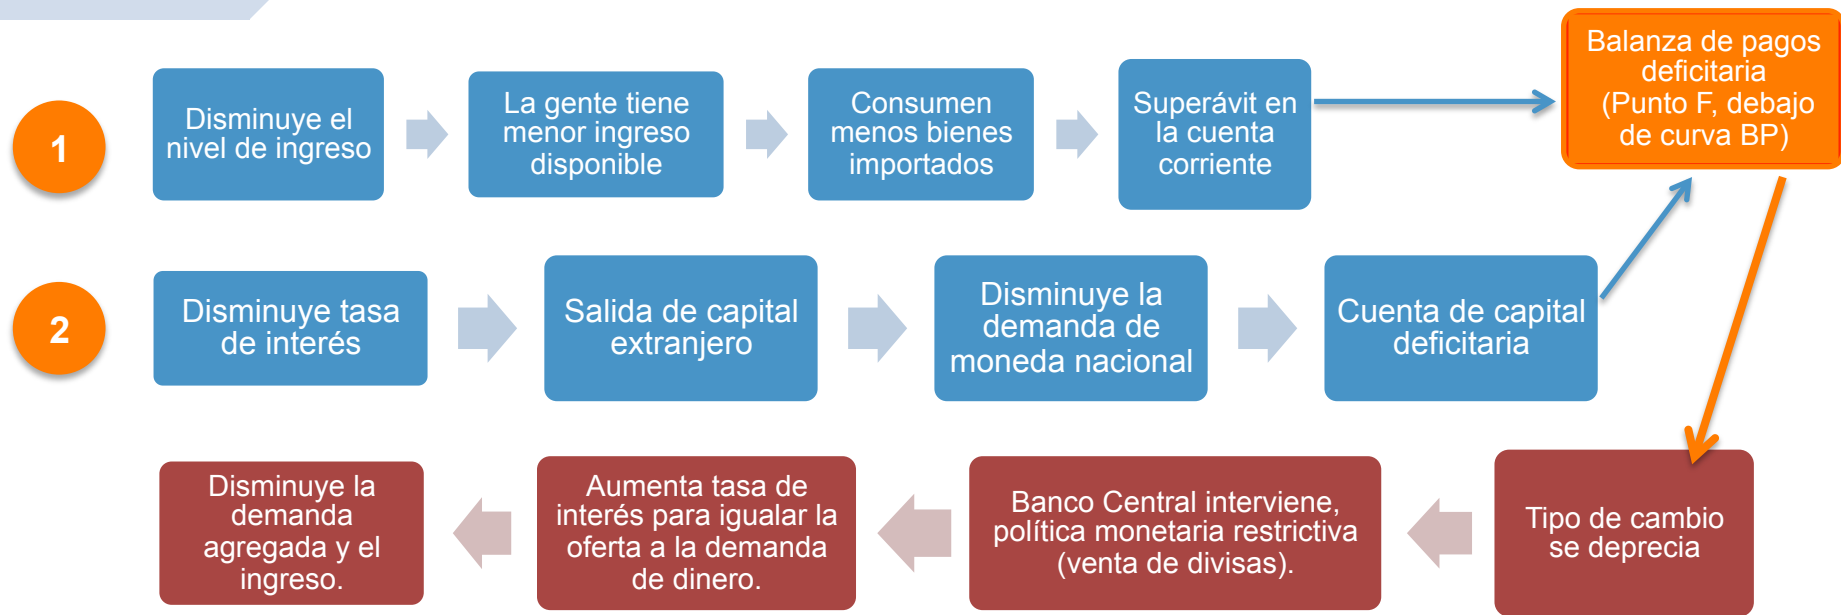 1
Disminuye el
nivel de ingreso
La gente tiene
menor ingreso
disponible
Consumen
menos bienes
importados
Superávit en
la cuenta
corriente
Balanza de pagos
deficitaria
(Punto F, debajo
de curva BP)
2
Disminuye tasa
de interés
Salida de capital
extranjero
Disminuye la
demanda de
moneda nacional
Cuenta de capital
deficitaria
Disminuye la
demanda
agregada y el
ingreso.
Aumenta tasa de
interés para igualar la
oferta a la demanda
de dinero.
Banco Central interviene,
política monetaria restrictiva
(venta de divisas).
Tipo de cambio
se deprecia